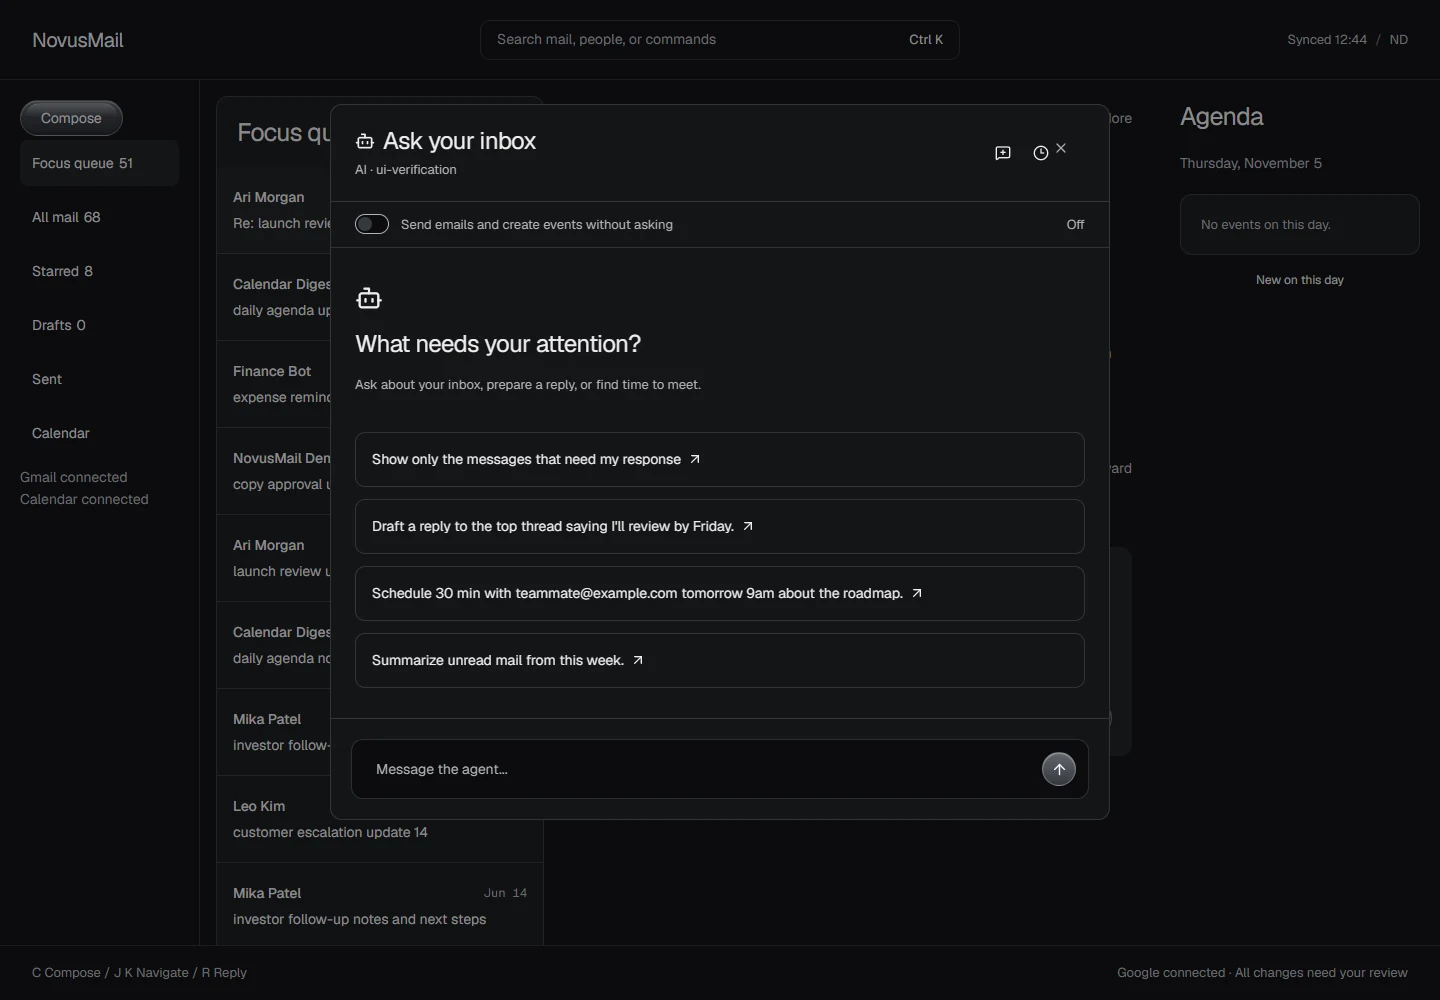 NovusMail
Search mail, people, or commands
Ctrl K
Synced 12:44 / ND
Compose
Focus queue 51
All mail 68
Starred 8
Drafts 0
Sent
Calendar
Gmail connected
Calendar connected
Focus qu
Ari Morgan
Re: launch revie
Calendar Diges
daily agenda up
Finance Bot
expense remind
NovusMail Dem
copy approval u
Ari Morgan
launch review u
Calendar Diges
daily agenda no
Mika Patel
investor follow-
Leo Kim
customer escalation update 14
Mika Patel
Jun 14
investor follow-up notes and next steps
Ask your inbox
AI · ui-verification
Send emails and create events without asking
Off
What needs your attention?
Ask about your inbox, prepare a reply, or find time to meet.
Show only the messages that need my response
Draft a reply to the top thread saying I'll review by Friday.
Schedule 30 min with teammate@example.com tomorrow 9am about the roadmap.
Summarize unread mail from this week.
Message the agent...
lore
vard
Agenda
Thursday, November 5
No events on this day.
New on this day
C Compose / J K Navigate / R Reply
Google connected · All changes need your review